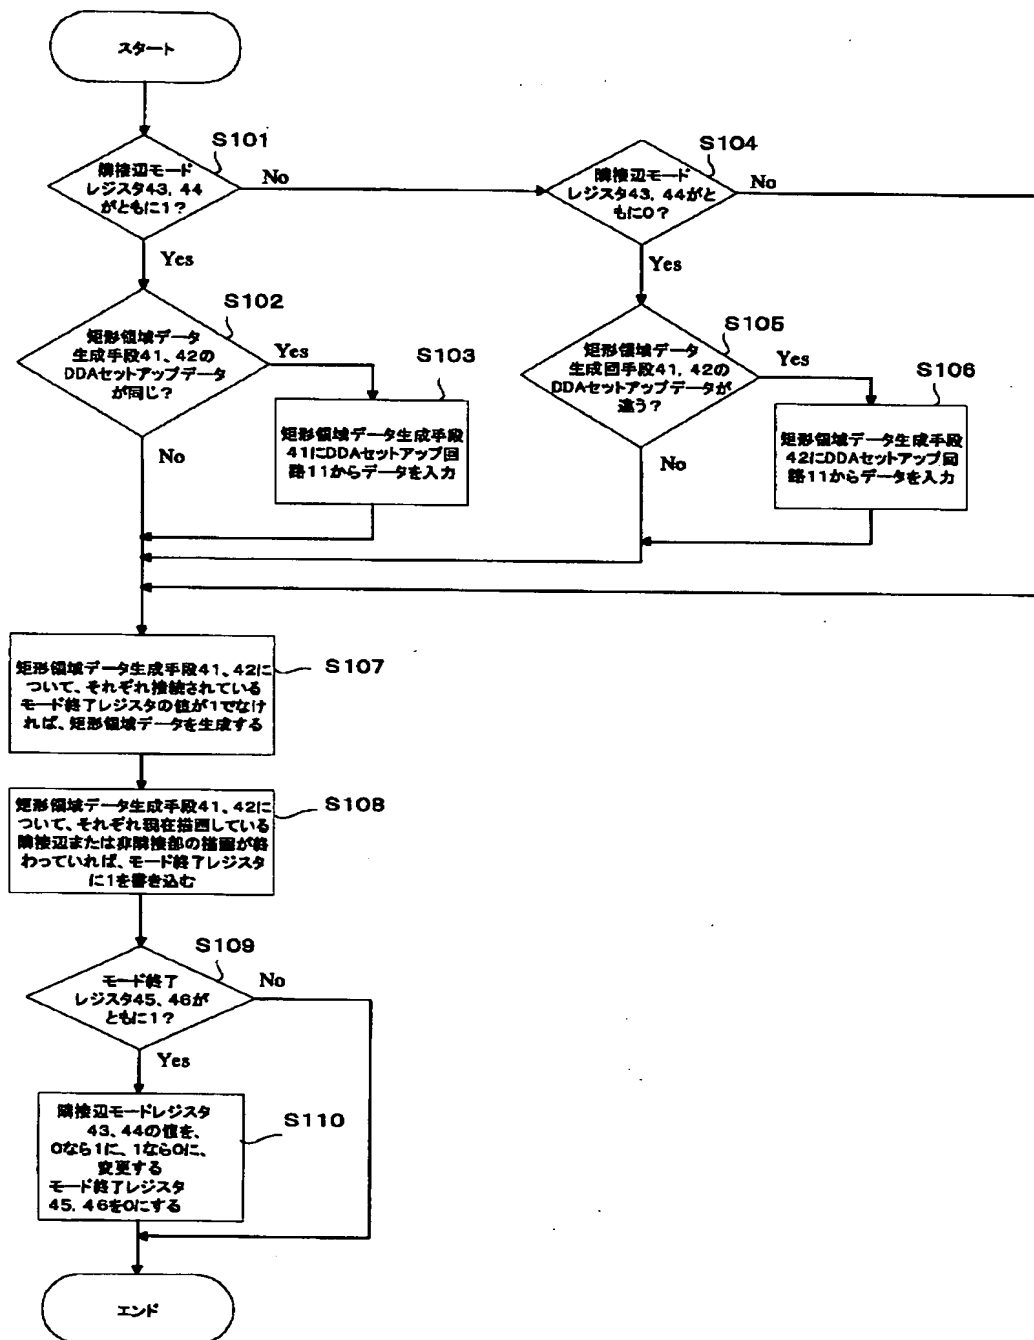 スタート
S101
隣接辺モード
レジスタ43，44
がともに1？
No
Yes
S104
隣接辺モード
レジスタ43，44がと
もに0？
No
Yes
S102
矩形領域データ
生成手段41、42の
DDAセットアップデータ
が同じ？
Yes
No
S103
矩形領域データ生成手段
41にDDAセットアップ回
路11からデータを入力
S105
矩形領域データ
生成回手段41，42の
DDAセットアップデータが
違う？
Yes
No
S106
矩形領域データ生成手段
42にDDAセットアップ回
路11からデータを入力
S107
矩形領域データ生成手段41、42に
ついて、それぞれ接続されている
モード終了レジスタの値が1でなけ
れば、矩形領域データを生成する
S108
矩形領域データ生成手段41、42に
ついて、それぞれ現在描画している
隣接辺または非隣接部の描画が終
わっていれば、モード終了レジスタ
に1を書き込む
S109
モード終了
レジスタ45、46が
ともに1？
No
Yes
S110
隣接辺モードレジスタ
43、44の値を、
0なら1に、1なら0に、
変更する
モード終了レジスタ
45，46を0にする
エンド